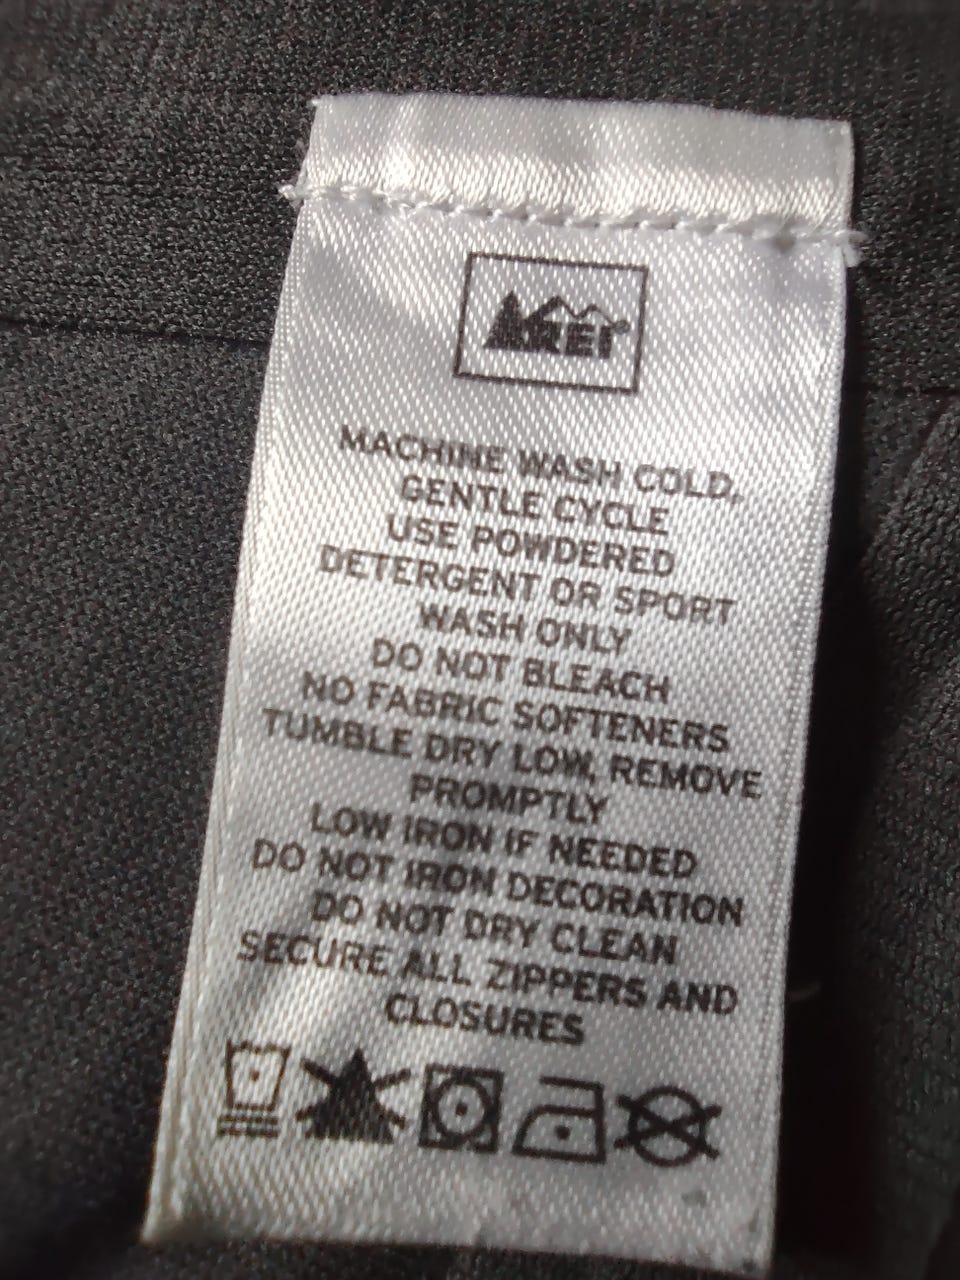 REI
MACHINE WASH COLD,
GENTLE CYCLE
USE POWDERED
DETERGENT OR SPORT
WASH ONLY
DO NOT BLEACH
NO FABRIC SOFTENERS
TUMBLE DRY LOW, REMOVE
PROMPTLY
LOW IRON IF NEEDED
DO NOT IRON DECORATION
DO NOT DRY CLEAN
SECURE ALL ZIPPERS AND
CLOSURES